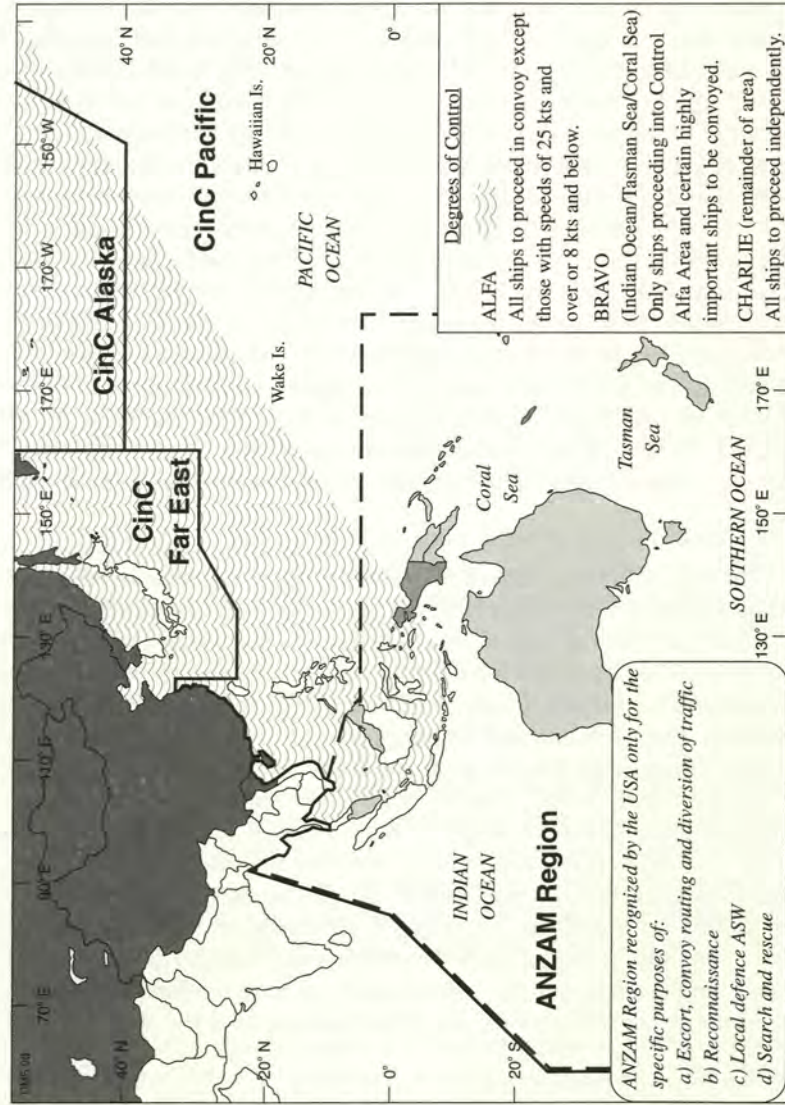 70° E
90° E
110° E
130° E
150° E
170° E
170° W
150° W
40° N
40° N
CinC Alaska
CinC
Far East
CinC Pacific
20° N
20° N
Wake Is.
Hawaiian Is.
PACIFIC
OCEAN
0°
0°
INDIAN
OCEAN
ANZAM Region
20° S
Coral
Sea
Tasman
Sea
SOUTHERN OCEAN
130° E
150° E
170° E
ANZAM Region recognized by the USA only for the
specific purposes of:
a) Escort, convoy routing and diversion of traffic
b) Reconnaissance
c) Local defence ASW
d) Search and rescue
Degrees of Control
ALFA
All ships to proceed in convoy except
those with speeds of 25 kts and
over or 8 kts and below.
BRAVO
(Indian Ocean/Tasman Sea/Coral Sea)
Only ships proceeding into Control
Alfa Area and certain highly
important ships to be convoyed.
CHARLIE (remainder of area)
All ships to proceed independently.